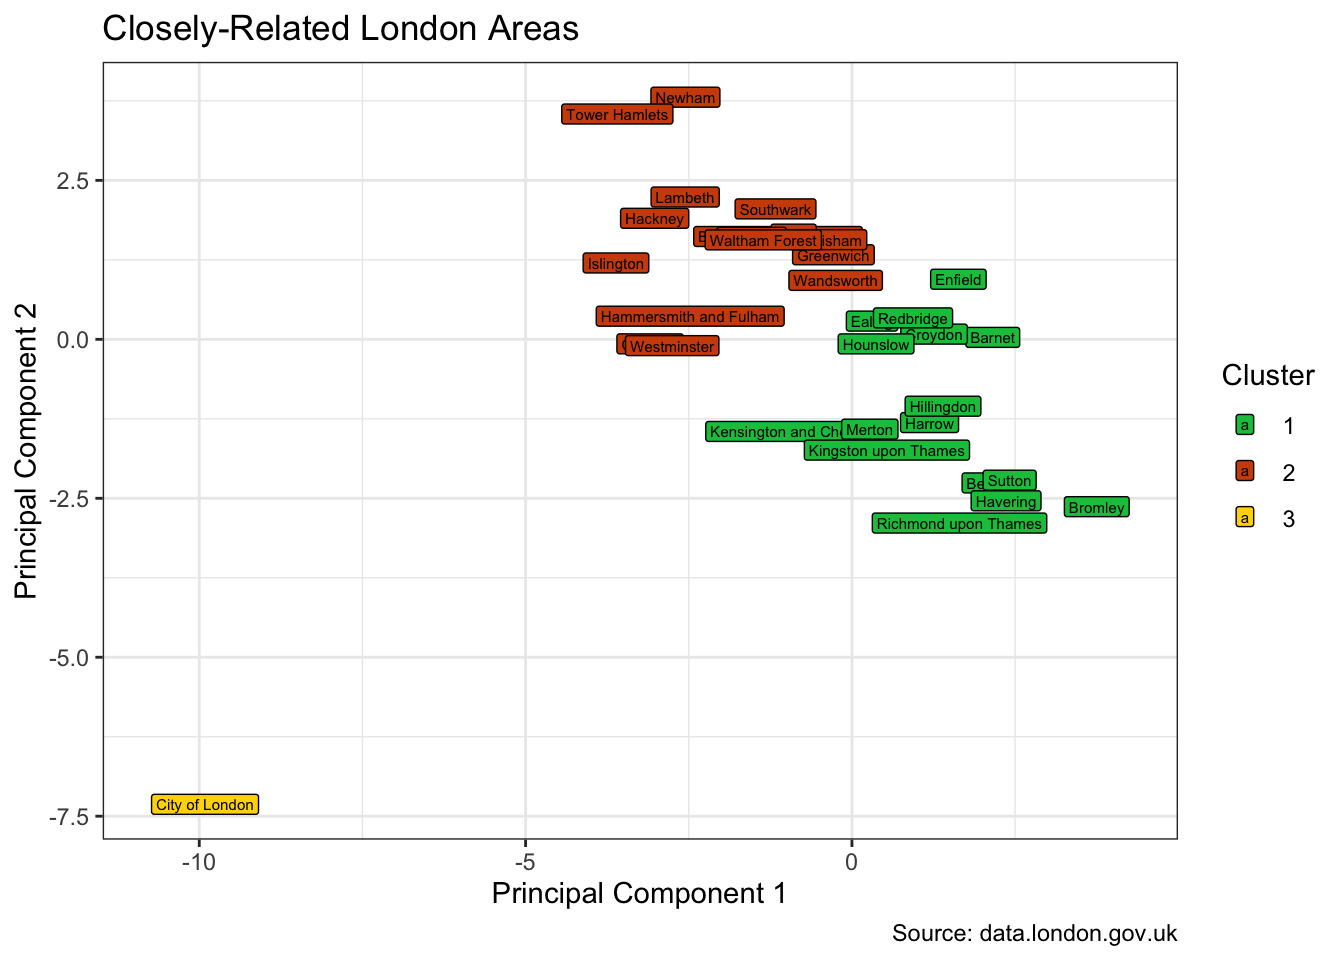 Closely-Related London Areas
Principal Component 2
2.5
0.0
-2.5
-5.0
-7.5
Newham
Tower Hamlets
Lambeth
Southwark
Hackney
Waltham Forest
Greenwich
Islington
Wandsworth
Enfield
Hammersmith and Fulham
Redbridge
Croydon
Barnet
Hounslow
Westminster
Hillingdon
Harrow
Kensington and
Merton
Kingston upon Thames
Sutton
Havering
Bromley
Richmond upon Thames
City of London
-10
-5
0
Principal Component 1
Cluster
a 1
a 2
a 3
Source: data.london.gov.uk